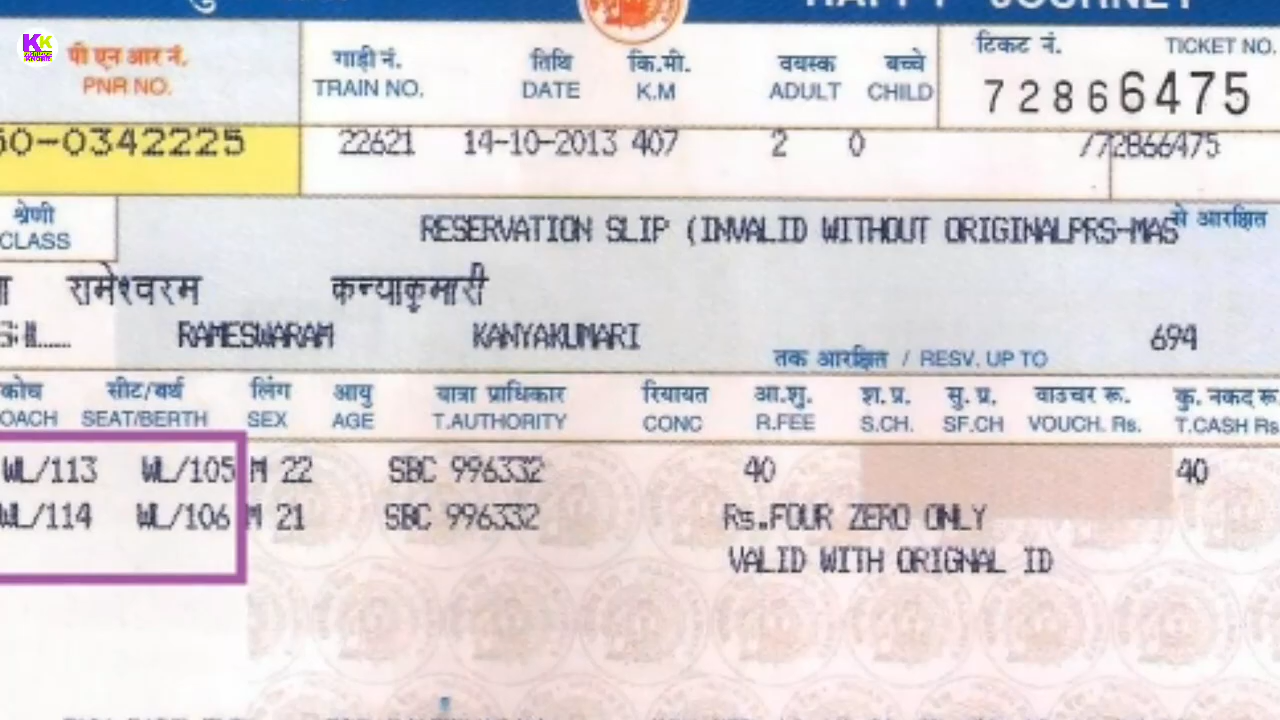 पी एन आर नं. गाड़ी नं. तिथि कि.मी. वयस्क बच्चे टिकट नं. TICKET NO.
PNR NO. TRAIN NO. DATE K.M ADULT CHILD 72866475
0-0342225 22621 14-10-2013 407 2 0 /72866475
श्रेणी
CLASS RESERVATION SLIP (INVALID WITHOUT ORIGINALPRS-MAS से आरक्षित
रामेश्वरम कन्याकुमारी
RAMESWARAM KANYAKUMARI 694
तक आरक्षित / RESV. UP TO
कोच सीट/बर्थ लिंग आयु यात्रा प्राधिकार रियायत आ.शु. श.प्र. सु.प्र. वाउचर रू. कु. नकद रू
OACH SEAT/BERTH SEX AGE T.AUTHORITY CONC R.FEE S.CH. SF.CH VOUCH. Rs. T.CASH Rs
WL/113 WL/105 M 22 SBC 996332 40 40
WL/114 WL/106 M 21 SBC 996332 Rs.FOUR ZERO ONLY
VALID WITH ORIGNAL ID